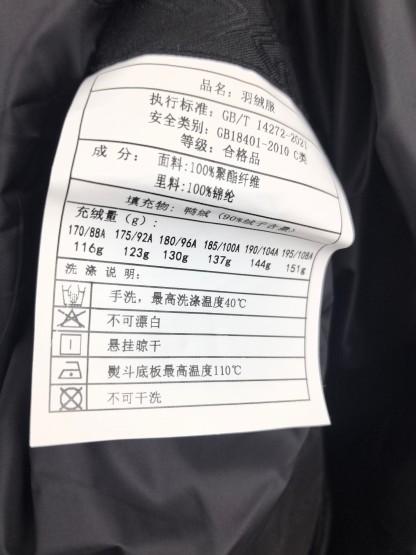 品名: 羽绒服
执行标准: GB/T 14272-2021
安全类别: GB18401-2010 C类
等级: 合格品
成 分: 面料:100%聚酯纤维
里料:100%锦纶
填充物: 鸭绒 (90%绒子含量)
充绒量(g):
170/88A 175/92A 180/96A 185/100A 190/104A 195/108A
116g 123g 130g 137g 144g 151g
洗涤说明:
手洗, 最高洗涤温度40℃
不可漂白
悬挂晾干
熨斗底板最高温度110℃
不可干洗